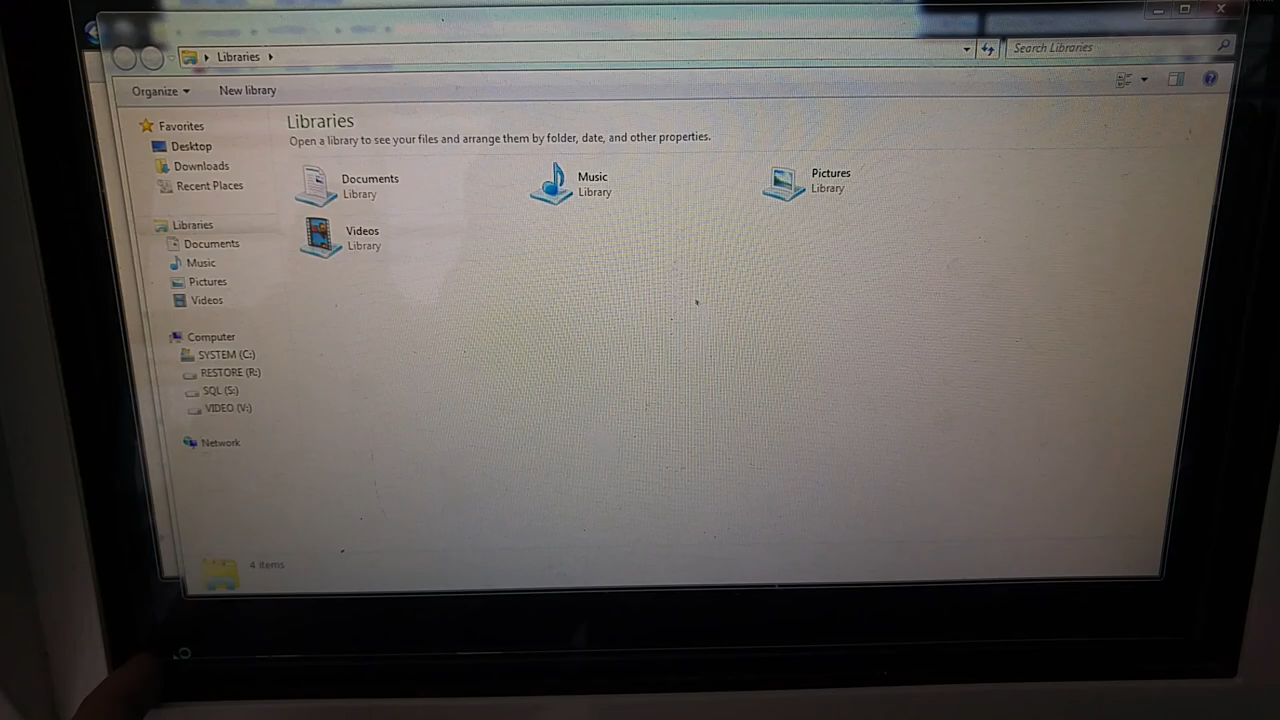 Libraries
Search Libraries
Organize
New library
Favorites
Desktop
Downloads
Recent Places
Libraries
Documents
Music
Pictures
Videos
Computer
SYSTEM (C:)
RESTORE (R:)
SQL (S:)
VIDEO (V:)
Network
Libraries
Open a library to see your files and arrange them by folder, date, and other properties.
Documents
Library
Music
Library
Pictures
Library
Videos
Library
4 items